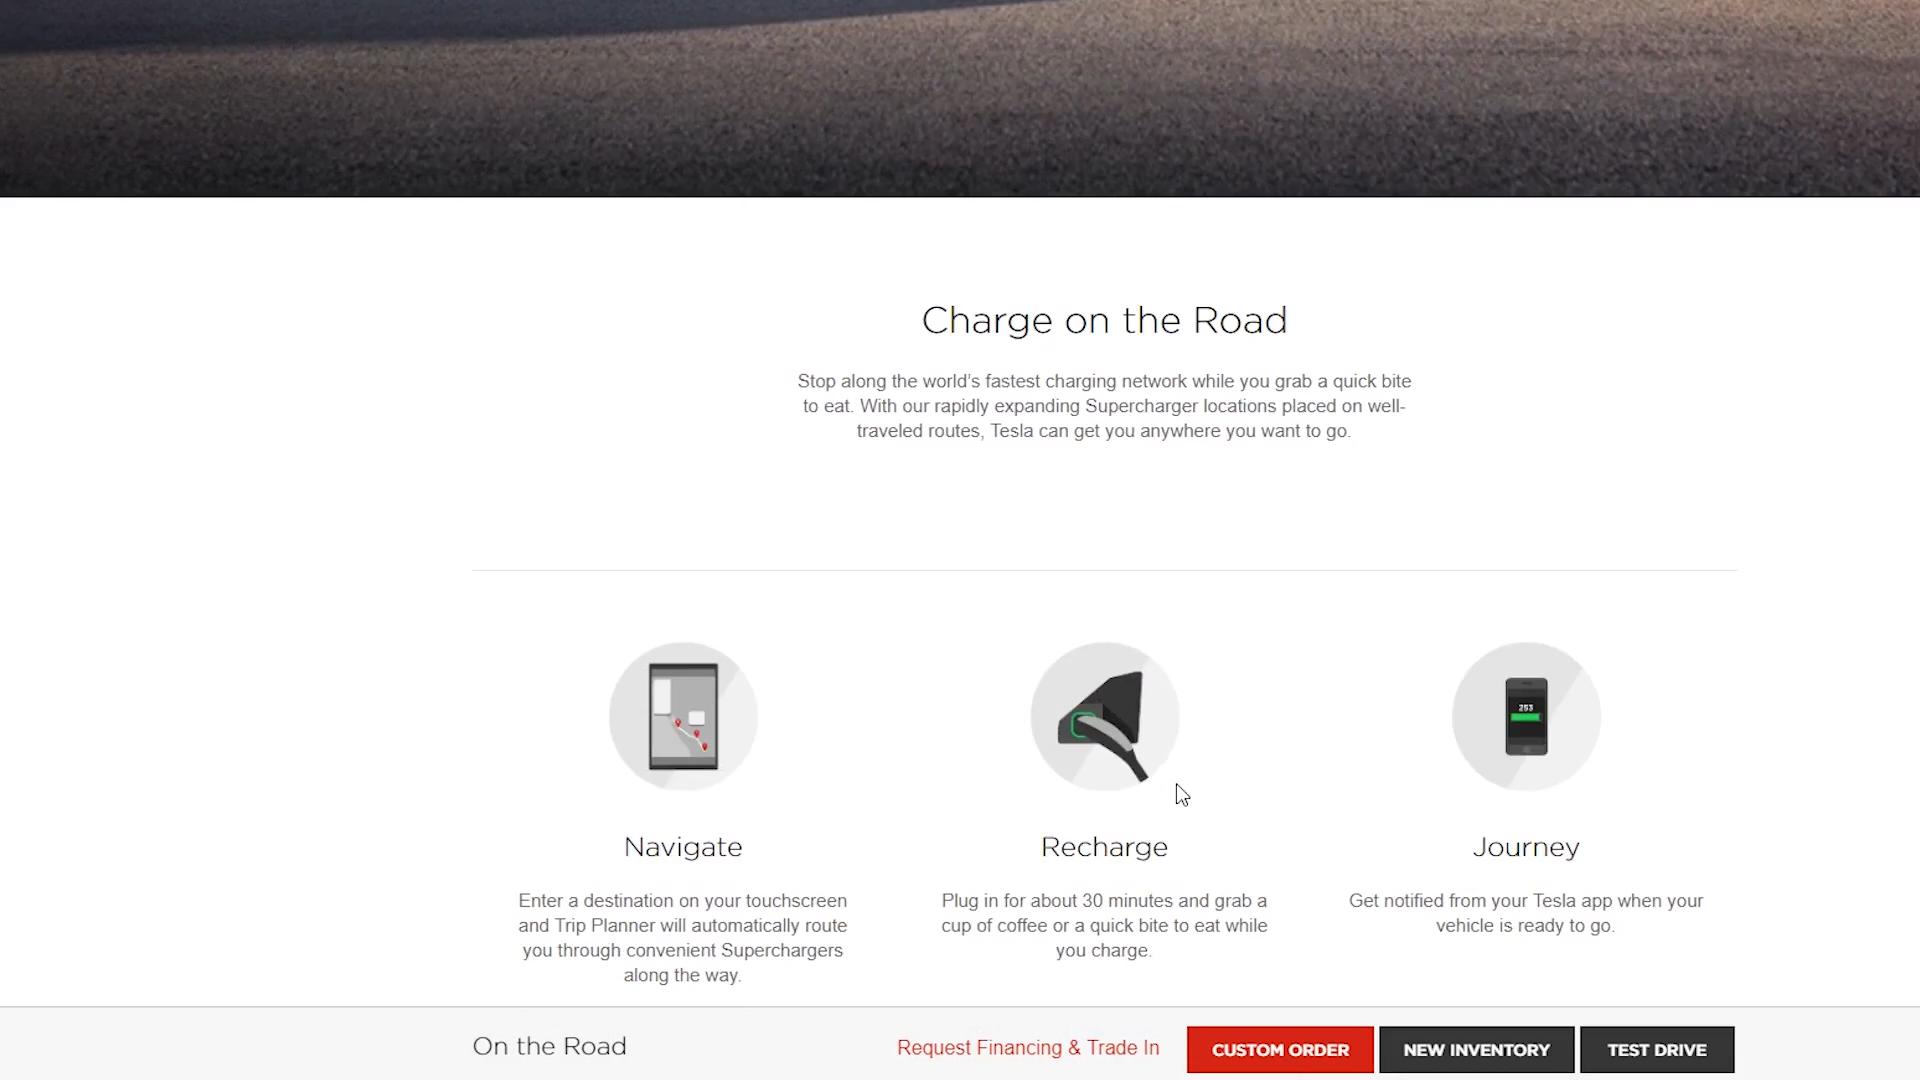 Charge on the Road
Stop along the world’s fastest charging network while you grab a quick bite
to eat. With our rapidly expanding Supercharger locations placed on well-
traveled routes, Tesla can get you anywhere you want to go.
253
Navigate
Enter a destination on your touchscreen
and Trip Planner will automatically route
you through convenient Superchargers
along the way.
Recharge
Plug in for about 30 minutes and grab a
cup of coffee or a quick bite to eat while
you charge.
Journey
Get notified from your Tesla app when your
vehicle is ready to go.
On the Road
Request Financing & Trade In
CUSTOM ORDER
NEW INVENTORY
TEST DRIVE